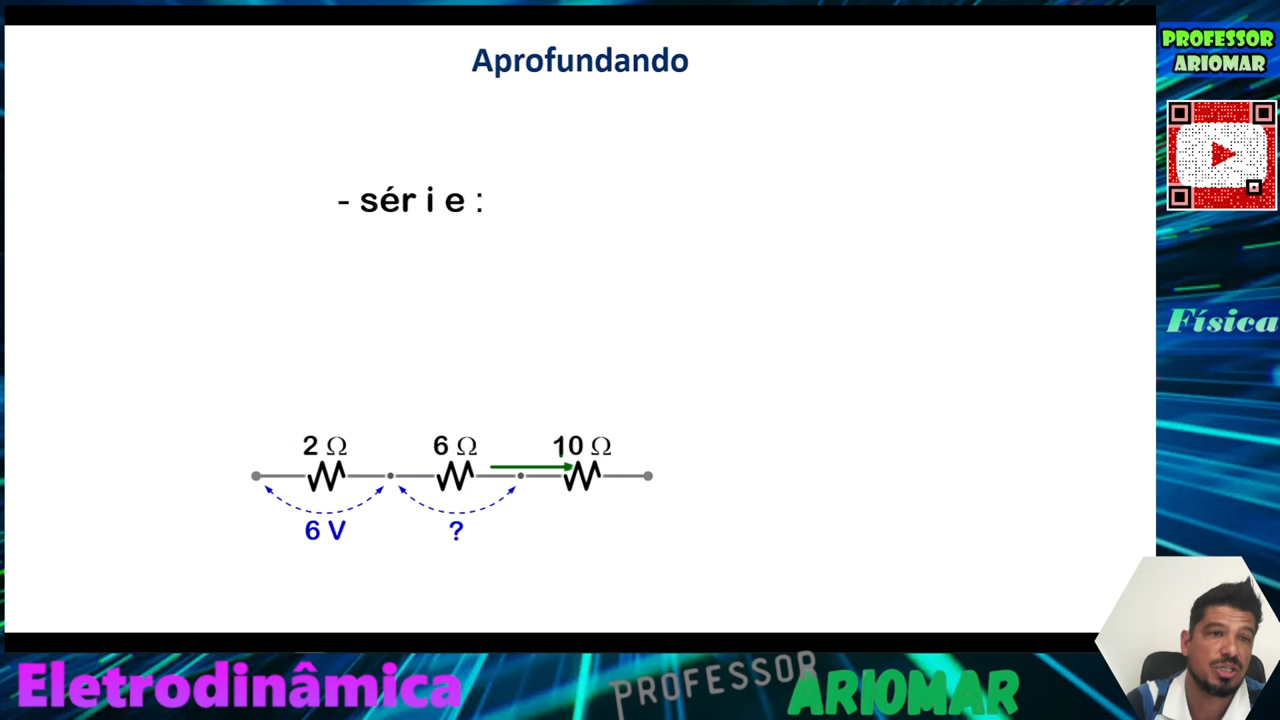 Aprofundando
- série :
2 Ω 6 Ω 10 Ω
6 V ?
PROFESSOR
ARIOMAR
Física
Eletrodinâmica
PROFESSOR
ARIOMAR